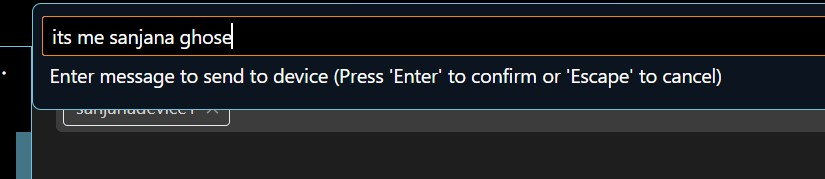 its me sanjana ghose
Enter message to send to device (Press 'Enter' to confirm or 'Escape' to cancel)
sanjanadevice1